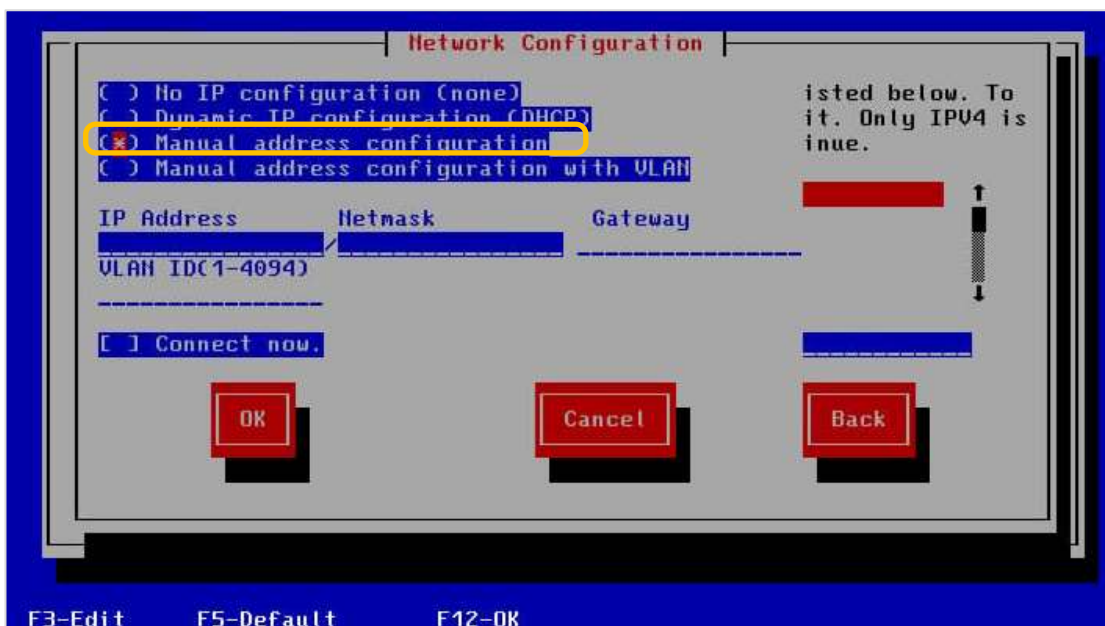 Network Configuration
( ) No IP configuration (none)
( ) Dynamic IP configuration (DHCP)
(*) Manual address configuration
( ) Manual address configuration with VLAN
isted below. To
it. Only IPV4 is
inue.
IP Address Netmask Gateway
/
VLAN ID(1-4094)
[ ] Connect now.
OK Cancel Back
F3-Edit F5-Default F12-OK